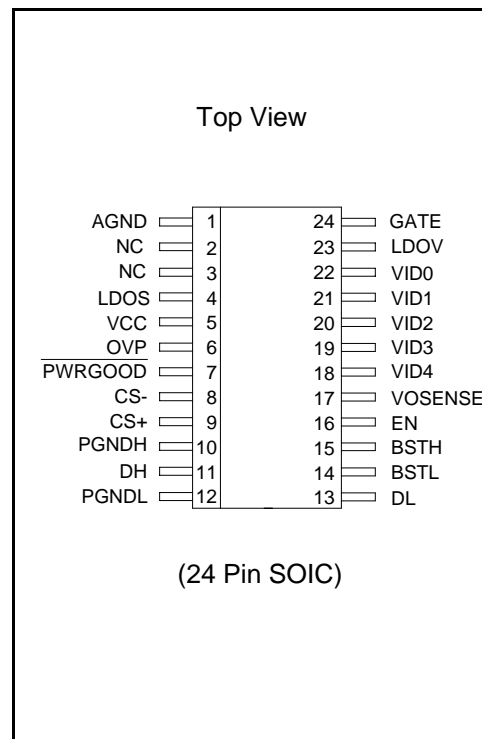 Top View
AGND 1 24 GATE
NC 2 23 LDOV
NC 3 22 VID0
LDOS 4 21 VID1
VCC 5 20 VID2
OVP 6 19 VID3
PWRGOOD 7 18 VID4
CS- 8 17 VOSENSE
CS+ 9 16 EN
PGNDH 10 15 BSTH
DH 11 14 BSTL
PGNDL 12 13 DL
(24 Pin SOIC)